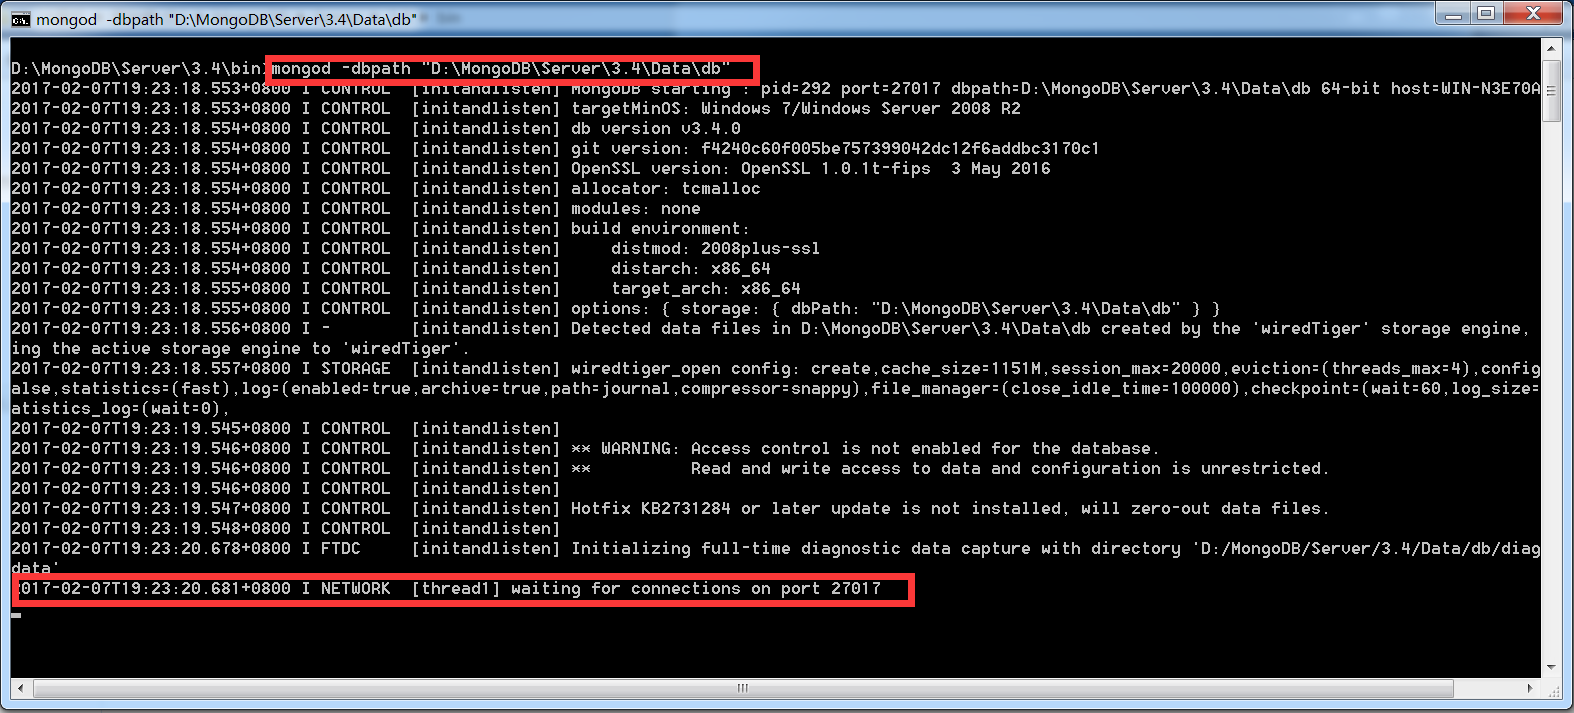 mongod  -dbpath "D:\MongoDB\Server\3.4\Data\db"
D:\MongoDB\Server\3.4\bin>mongod -dbpath "D:\MongoDB\Server\3.4\Data\db"
2017-02-07T19:23:18.553+0800 I CONTROL  [initandlisten] MongoDB starting : pid=292 port=27017 dbpath=D:\MongoDB\Server\3.4\Data\db 64-bit host=WIN-N3E70A
2017-02-07T19:23:18.553+0800 I CONTROL  [initandlisten] targetMinOS: Windows 7/Windows Server 2008 R2
2017-02-07T19:23:18.554+0800 I CONTROL  [initandlisten] db version v3.4.0
2017-02-07T19:23:18.554+0800 I CONTROL  [initandlisten] git version: f4240c60f005be757399042dc12f6addbc3170c1
2017-02-07T19:23:18.554+0800 I CONTROL  [initandlisten] OpenSSL version: OpenSSL 1.0.1t-fips  3 May 2016
2017-02-07T19:23:18.554+0800 I CONTROL  [initandlisten] allocator: tcmalloc
2017-02-07T19:23:18.554+0800 I CONTROL  [initandlisten] modules: none
2017-02-07T19:23:18.554+0800 I CONTROL  [initandlisten] build environment:
2017-02-07T19:23:18.554+0800 I CONTROL  [initandlisten]     distmod: 2008plus-ssl
2017-02-07T19:23:18.554+0800 I CONTROL  [initandlisten]     distarch: x86_64
2017-02-07T19:23:18.555+0800 I CONTROL  [initandlisten]     target_arch: x86_64
2017-02-07T19:23:18.555+0800 I CONTROL  [initandlisten] options: { storage: { dbPath: "D:\MongoDB\Server\3.4\Data\db" } }
2017-02-07T19:23:18.556+0800 I -        [initandlisten] Detected data files in D:\MongoDB\Server\3.4\Data\db created by the 'wiredTiger' storage engine,
ing the active storage engine to 'wiredTiger'.
2017-02-07T19:23:18.557+0800 I STORAGE  [initandlisten] wiredtiger_open config: create,cache_size=1151M,session_max=20000,eviction=(threads_max=4),config
alse,statistics=(fast),log=(enabled=true,archive=true,path=journal,compressor=snappy),file_manager=(close_idle_time=100000),checkpoint=(wait=60,log_size=
atistics_log=(wait=0),
2017-02-07T19:23:19.545+0800 I CONTROL  [initandlisten]
2017-02-07T19:23:19.546+0800 I CONTROL  [initandlisten] ** WARNING: Access control is not enabled for the database.
2017-02-07T19:23:19.546+0800 I CONTROL  [initandlisten] **          Read and write access to data and configuration is unrestricted.
2017-02-07T19:23:19.546+0800 I CONTROL  [initandlisten]
2017-02-07T19:23:19.547+0800 I CONTROL  [initandlisten] Hotfix KB2731284 or later update is not installed, will zero-out data files.
2017-02-07T19:23:19.548+0800 I CONTROL  [initandlisten]
2017-02-07T19:23:20.678+0800 I FTDC     [initandlisten] Initializing full-time diagnostic data capture with directory 'D:/MongoDB/Server/3.4/Data/db/diag
data'
2017-02-07T19:23:20.681+0800 I NETWORK  [thread1] waiting for connections on port 27017